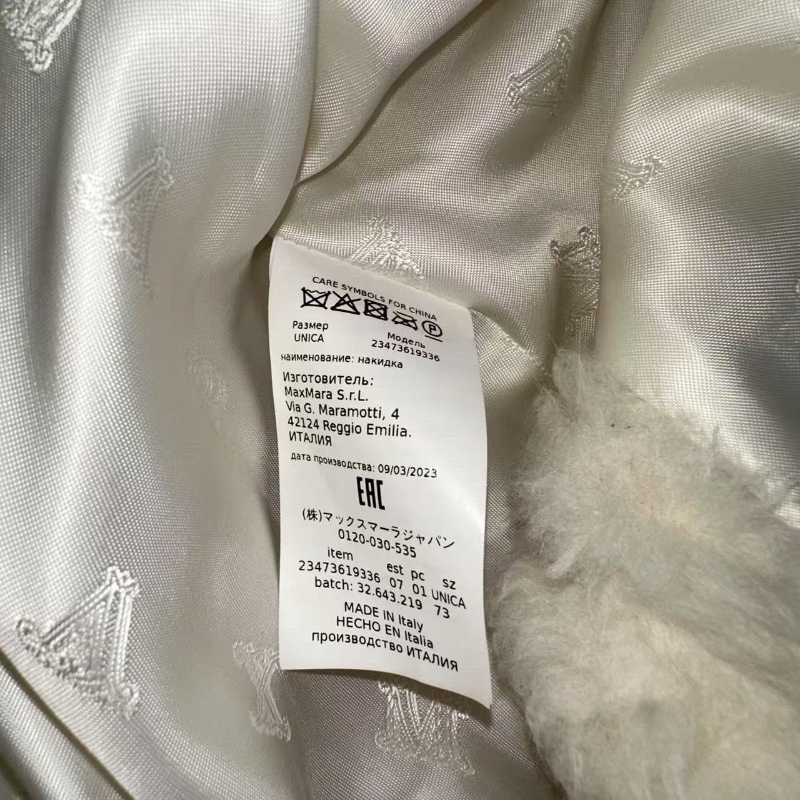 CARE SYMBOLS FOR CHINA
P
Размер Модель
UNICA 23473619336
наименование: накидка
Изготовитель:
MaxMara S.r.L.
Via G. Maramotti, 4
42124 Reggio Emilia.
ИТАЛИЯ
дата производства: 09/03/2023
EAC
(株)マックスマーラジャパン
0120-030-535
item est pc sz
23473619336 07 01 UNICA
batch: 32.643.219 73
MADE IN Italy
HECHO EN Italia
производство ИТАЛИЯ